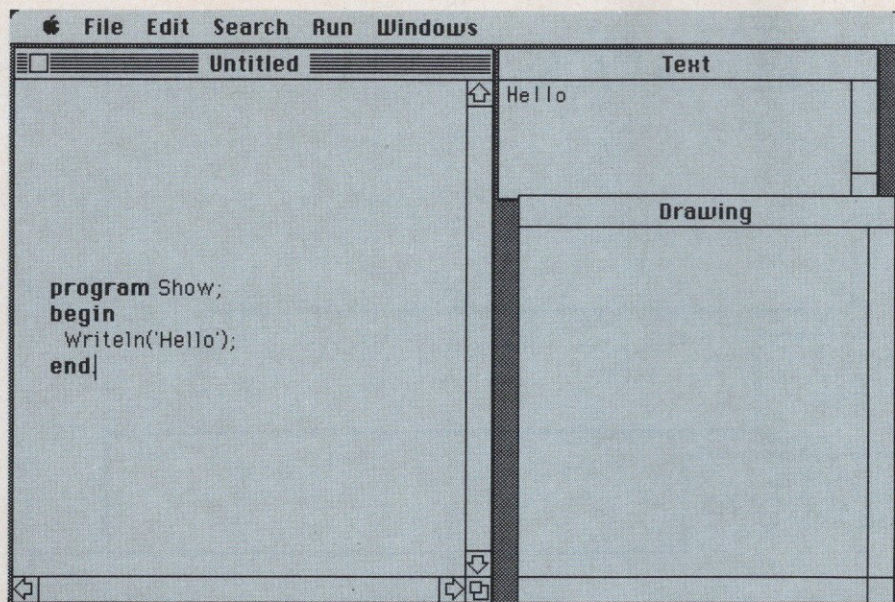 File Edit Search Run Windows
Untitled
program Show;
begin
Writeln('Hello');
end.
Text
Hello
Drawing